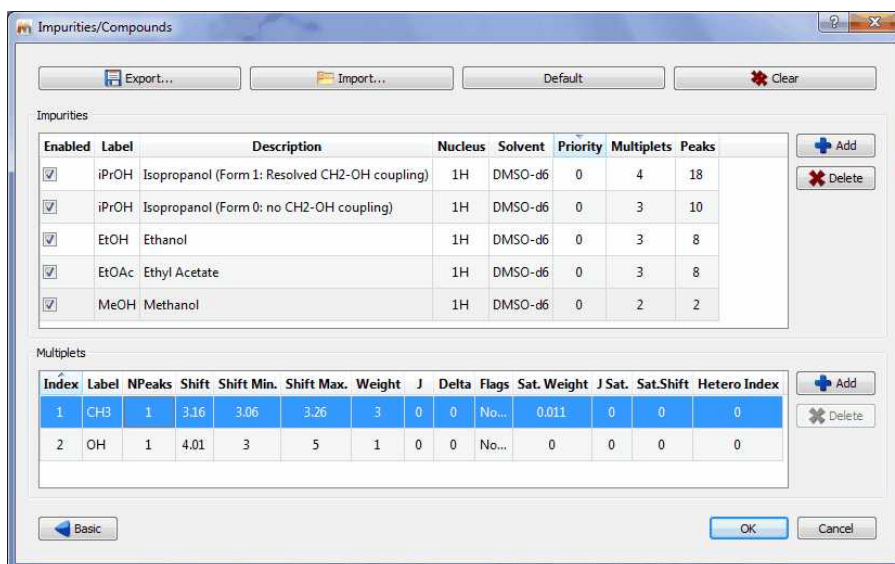 Impurities/Compounds
Export... Import... Default Clear
Impurities
Enabled Label Description Nucleus Solvent Priority Multiplets Peaks Add
iPrOH Isopropanol (Form 1: Resolved CH2-OH coupling) 1H DMSO-d6 0 4 18 Delete
iPrOH Isopropanol (Form 0: no CH2-OH coupling) 1H DMSO-d6 0 3 10
EtOH Ethanol 1H DMSO-d6 0 3 8
EtOAc Ethyl Acetate 1H DMSO-d6 0 3 8
MeOH Methanol 1H DMSO-d6 0 2 2
Multiplets
Index Label NPeaks Shift Shift Min. Shift Max. Weight J Delta Flags Sat. Weight J Sat. Sat.Shift Hetero Index Add
1 CH3 1 3.16 3.06 3.26 3 0 0 No... 0.011 0 0 0 Delete
2 OH 1 4.01 3 5 1 0 0 No... 0 0 0 0
Basic OK Cancel